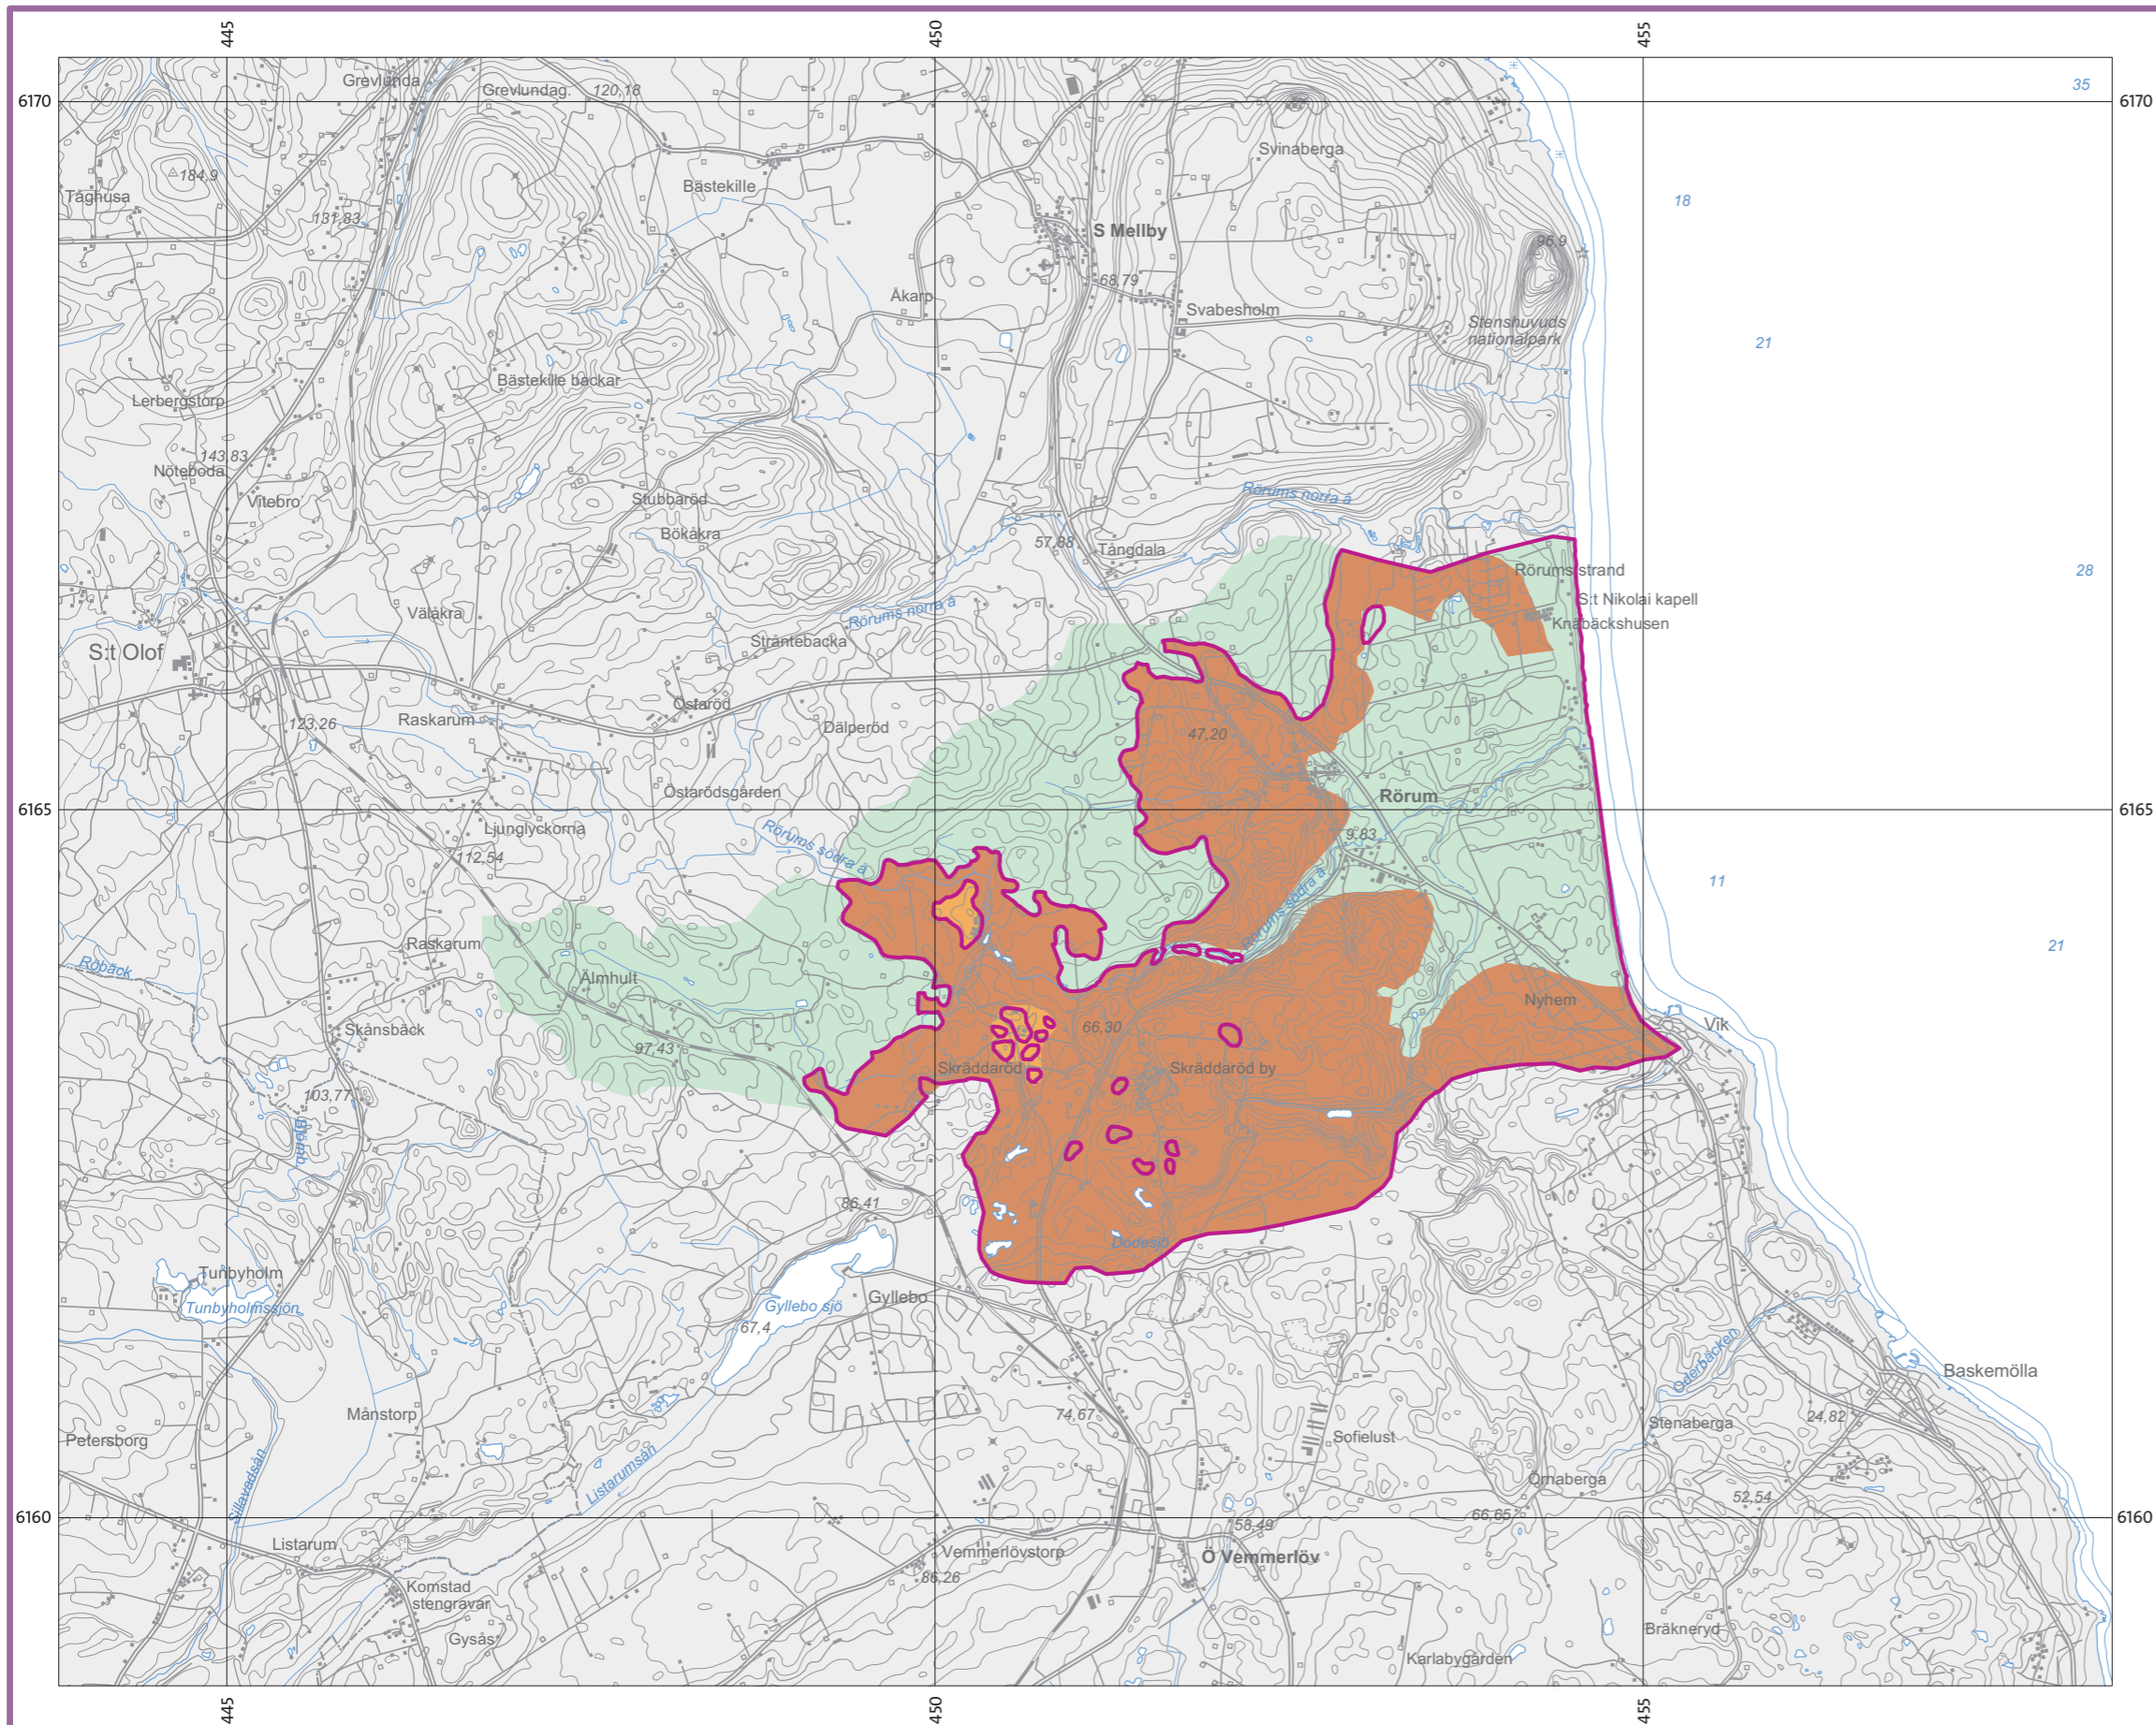 445
450
455
6170
Grevlunda
Grevlundag.
120,18
35
6170
Svinaberga
184,9
Tåghusa
Bästekille
18
131,83
S Mellby
96,9
68,79
Åkarp
Svabesholm
Stenshuvuds
nationalpark
21
Bästekille backar
Lerbergstorp
143,83
Nöteboda
Vitebro
Stubbaröd
Rörums norra å
Bökåkra
57,88
Tångdala
Rörums strand
28
S:t Nikolai kapell
Välåkra
Rörums norra å
Knäbäckshusen
S:t Olof
Stråntebacka
Raskarum
Östaröd
123,26
Dälperöd
47,20
Östarödsgården
Rörum
6165
6165
Ljunglyckorna
Rörums södra å
9,83
112,54
11
Rörums södra å
Raskarum
21
Röbäck
Älmhult
Nyhem
Skånsbäck
66,30
Vik
97,43
Skräddaröd
Skräddaröd by
103,77
Björnb.
86,41
Dödesjö
Tunbyholm
Tunbyholmssjön
Gyllebo sjö
Gyllebo
67,4
Oderbäcken
Baskemölla
Månstorp
74,67
24,82
Petersborg
Stenaberga
Sofielust
Listarumsån
Sillavadsån
Örnaberga
52,54
66,65
6160
58,49
6160
Listarum
Vemmerlövstorp
Ö Vemmerlöv
86,26
Komstad
stengravar
Bräkneryd
Gysås
Karlabygården
445
450
455